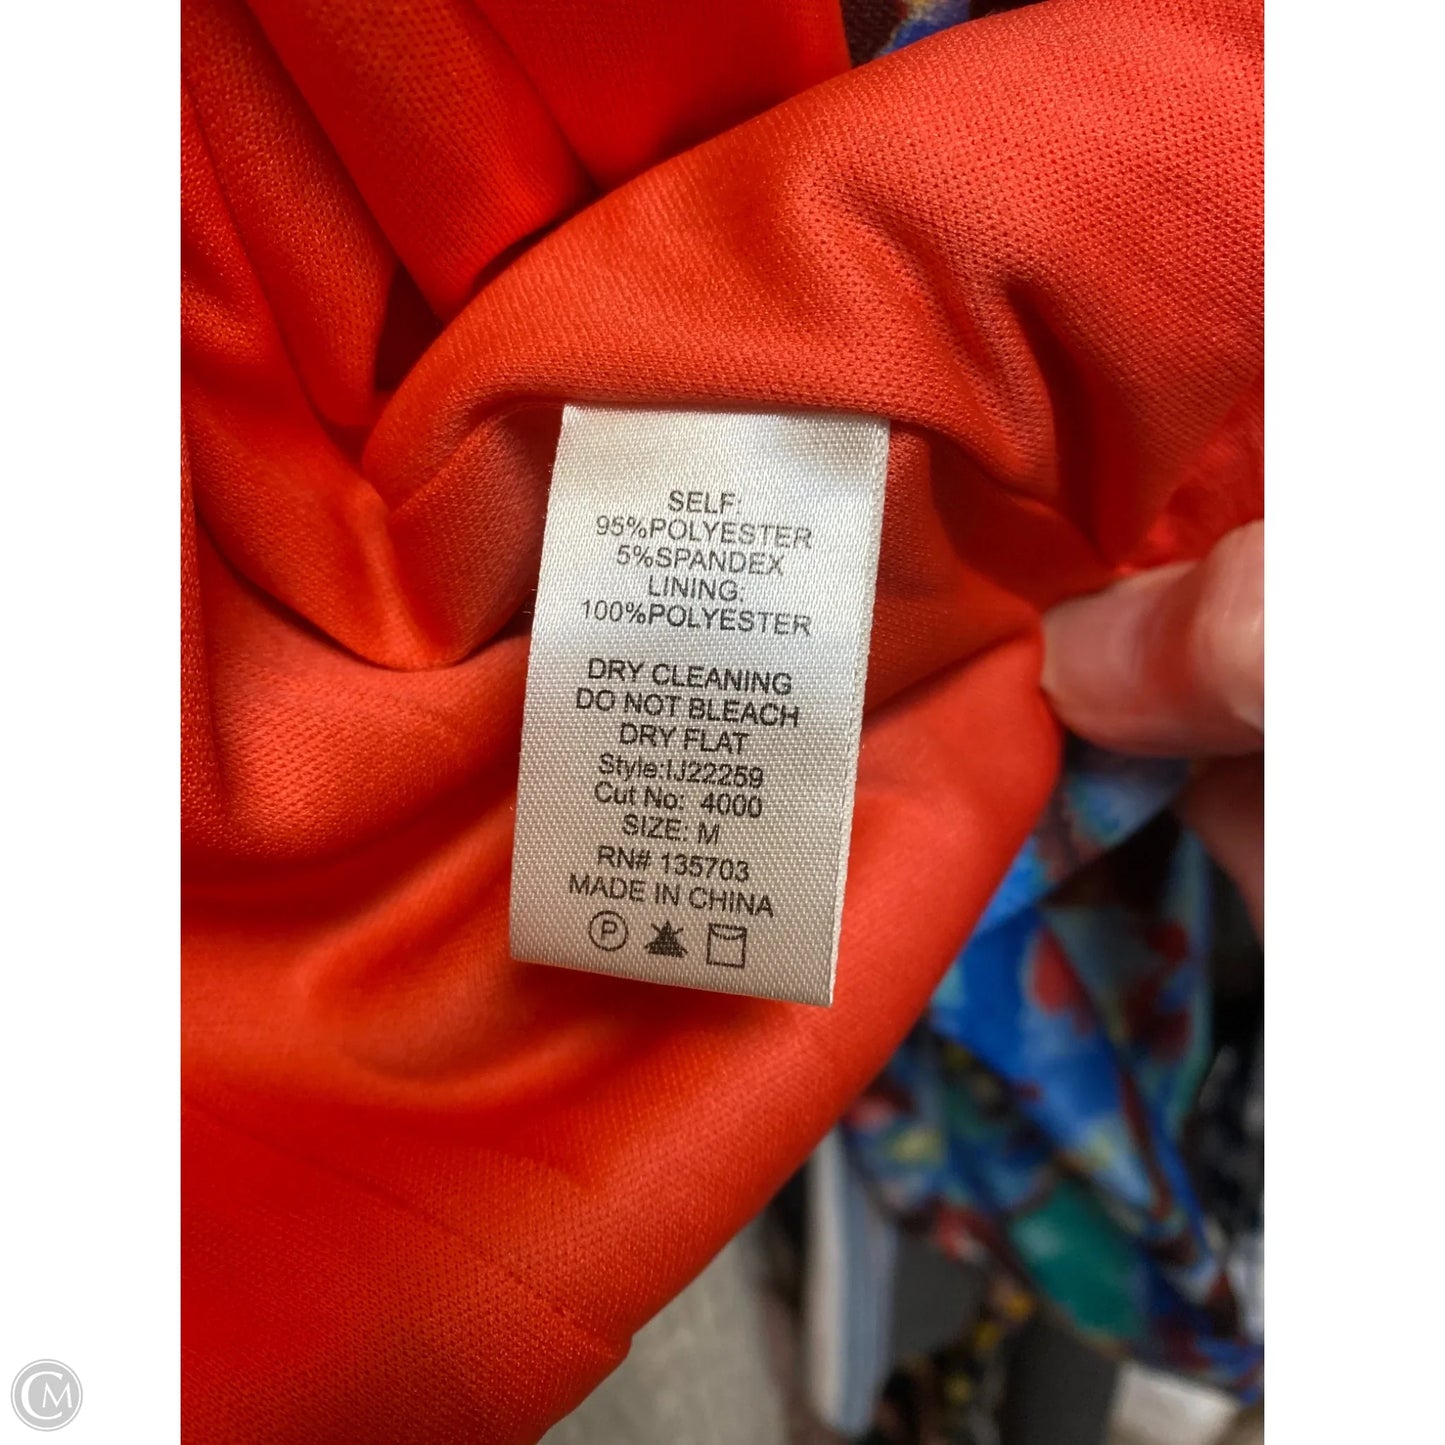 SELF:
95%POLYESTER
5%SPANDEX
LINING:
100%POLYESTER
DRY CLEANING
DO NOT BLEACH
DRY FLAT
Style:IJ22259
Cut No: 4000
SIZE: M
RN# 135703
MADE IN CHINA
P
CM